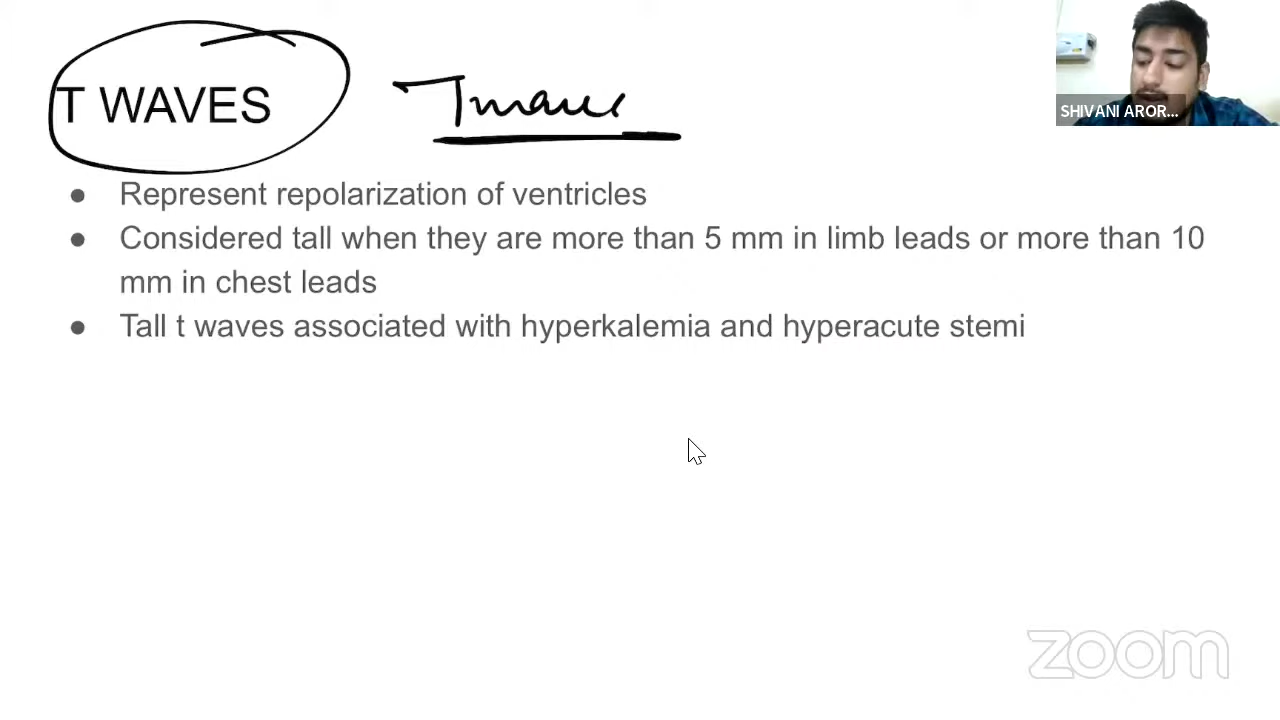 T WAVES
T wave
SHIVANI AROR...
● Represent repolarization of ventricles
● Considered tall when they are more than 5 mm in limb leads or more than 10
mm in chest leads
● Tall t waves associated with hyperkalemia and hyperacute stemi
zoom